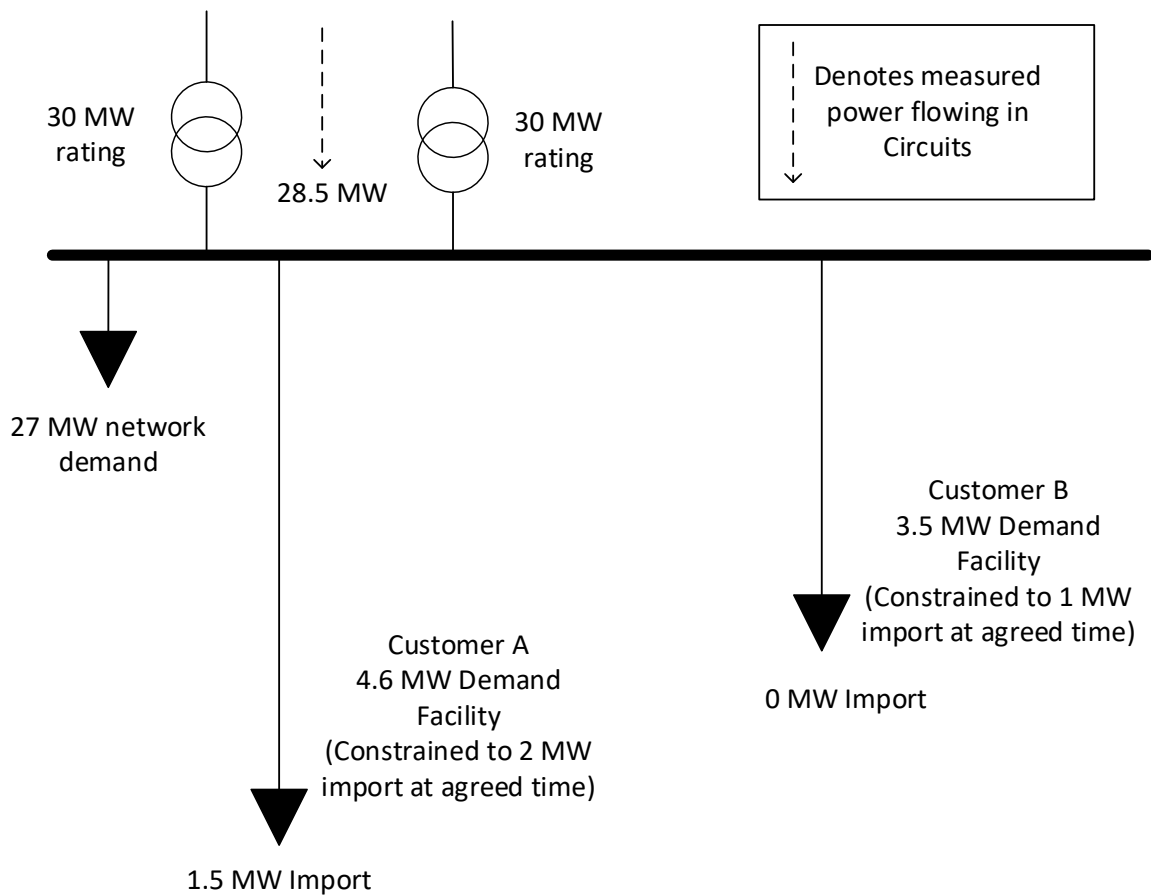 30 MW
rating
28.5 MW
30 MW
rating
Denotes measured
power flowing in
Circuits
27 MW network
demand
Customer A
4.6 MW Demand
Facility
(Constrained to 2 MW
import at agreed time)
1.5 MW Import
Customer B
3.5 MW Demand
Facility
(Constrained to 1 MW
import at agreed time)
0 MW Import